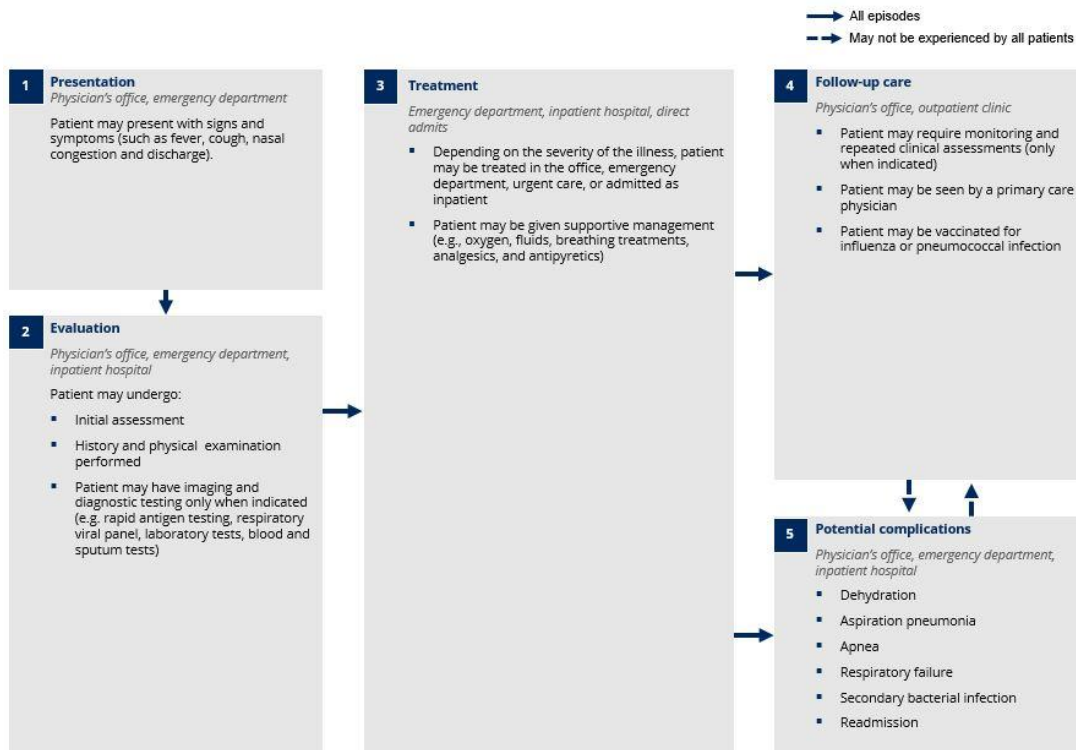 All episodes
May not be experienced by all patients
1
Presentation
Physician's office, emergency department
Patient may present with signs and
symptoms (such as fever, cough, nasal
congestion and discharge).
2
Evaluation
Physician's office, emergency department,
inpatient hospital
Patient may undergo:
▪ Initial assessment
▪ History and physical examination
performed
▪ Patient may have imaging and
diagnostic testing only when indicated
(e.g. rapid antigen testing, respiratory
viral panel, laboratory tests, blood and
sputum tests)
3
Treatment
Emergency department, inpatient hospital, direct
admits
▪ Depending on the severity of the illness, patient
may be treated in the office, emergency
department, urgent care, or admitted as
inpatient
▪ Patient may be given supportive management
(e.g., oxygen, fluids, breathing treatments,
analgesics, and antipyretics)
4
Follow-up care
Physician's office, outpatient clinic
▪ Patient may require monitoring and
repeated clinical assessments (only
when indicated)
▪ Patient may be seen by a primary care
physician
▪ Patient may be vaccinated for
influenza or pneumococcal infection
5
Potential complications
Physician's office, emergency department,
inpatient hospital
▪ Dehydration
▪ Aspiration pneumonia
▪ Apnea
▪ Respiratory failure
▪ Secondary bacterial infection
▪ Readmission